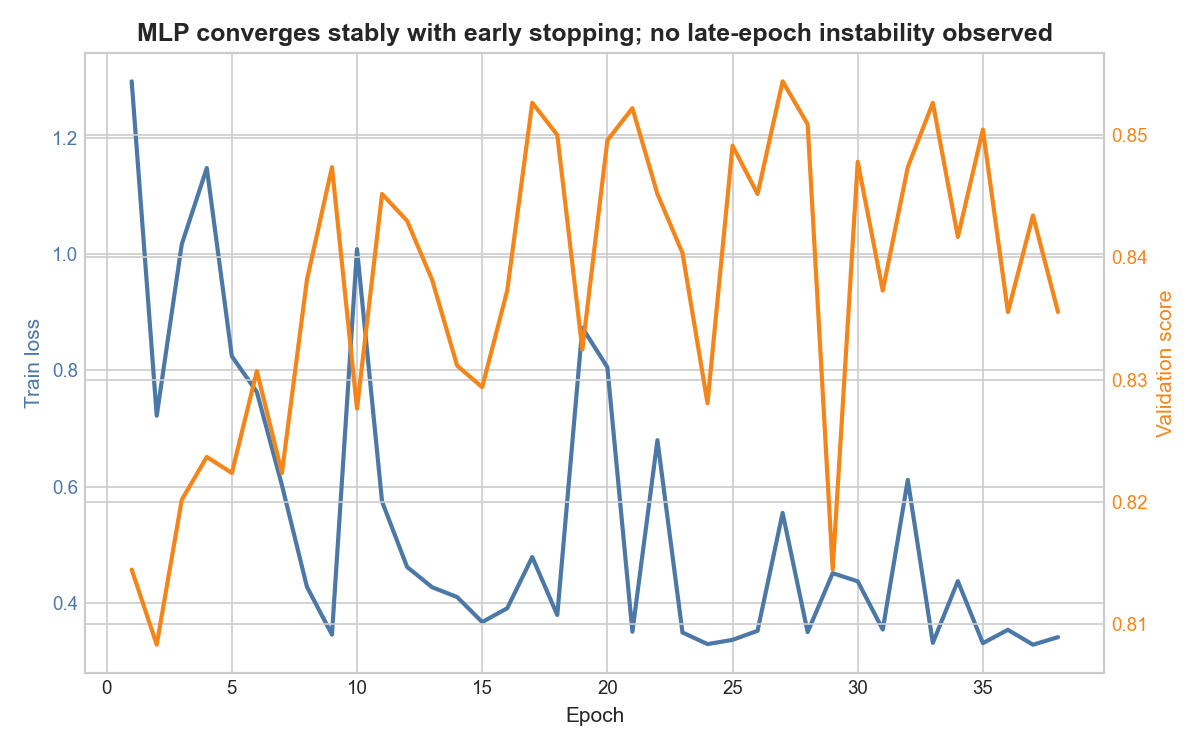 MLP converges stably with early stopping; no late-epoch instability observed
Train loss
1.2
1.0
0.8
0.6
0.4
0.85
0.84
0.83
0.82
0.81
Validation score
0 5 10 15 20 25 30 35
Epoch